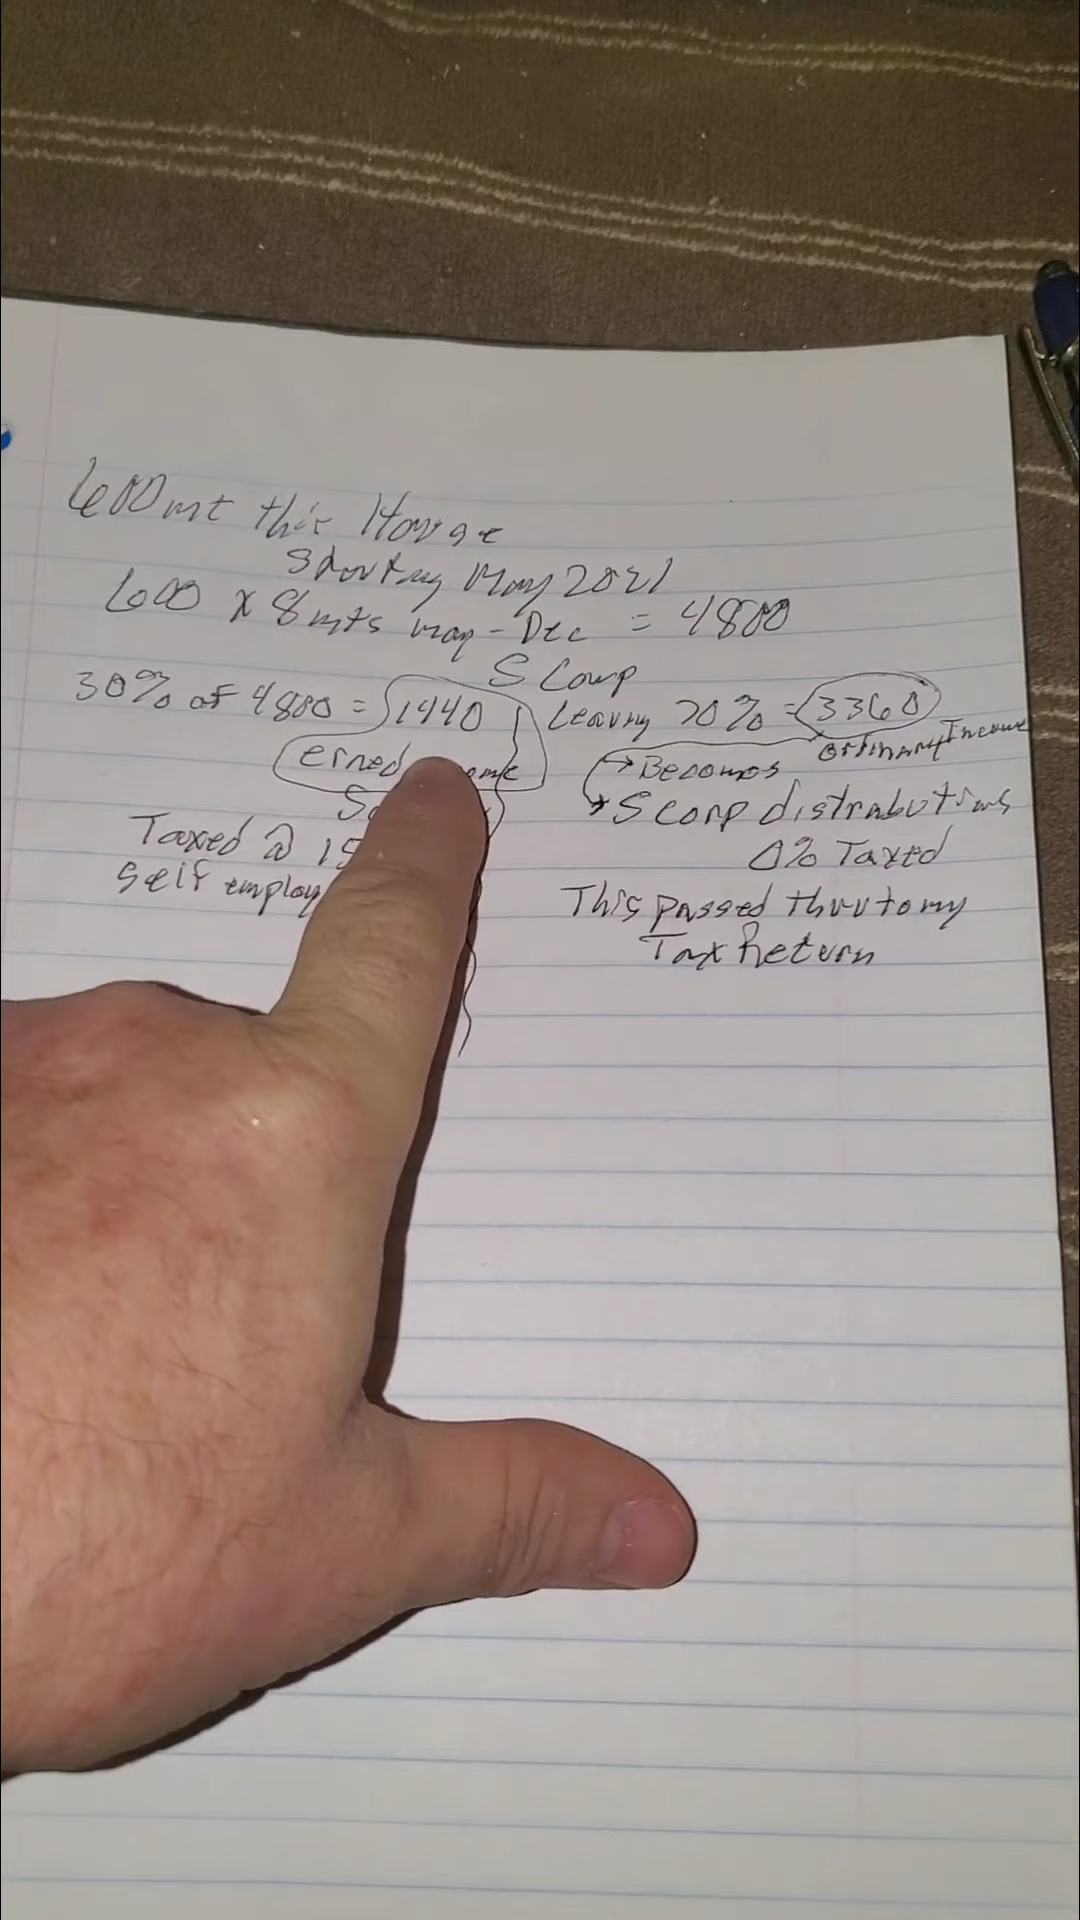 600 mt this House
Starting May 2021
600 x 8 mts may - Dec = 4800
S Corp
30% of 4800 = 1440 Leaving 70% = 3360
ordinary Income
erned
Becomes
S corp distrabutions
Taxed @ 15
0% Taxed
self employ
This passed thru to my
Tax Return